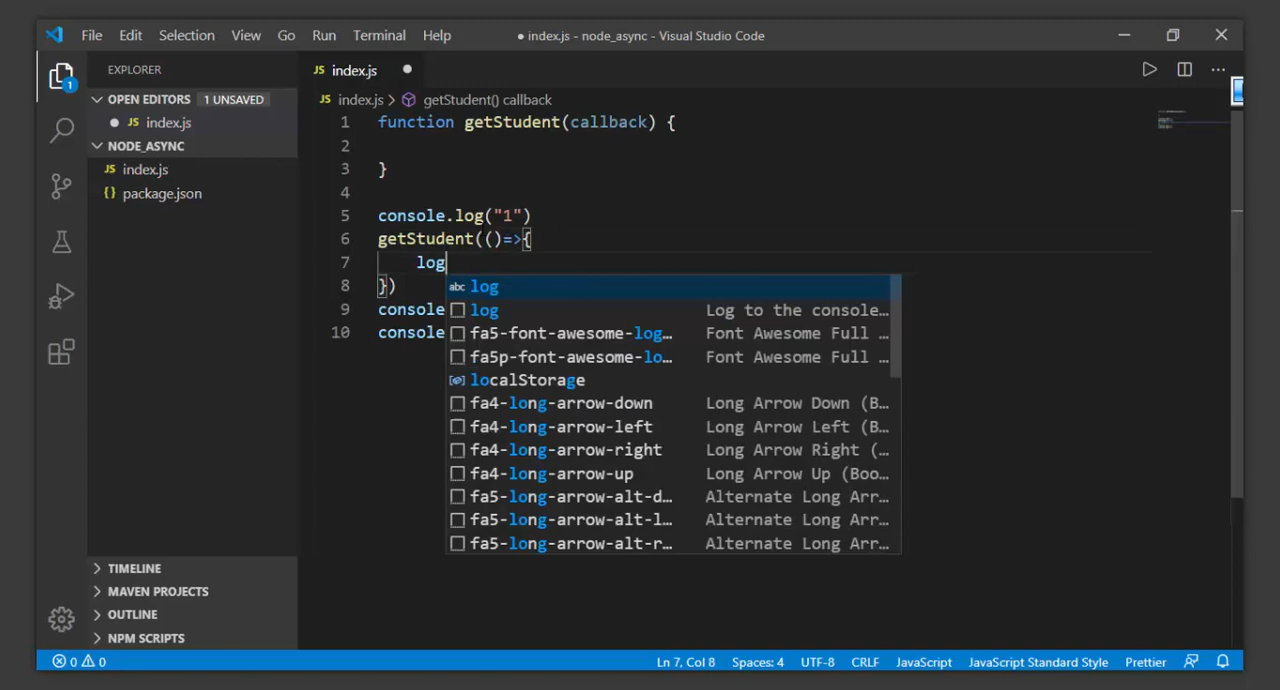 File Edit Selection View Go Run Terminal Help ● index.js - node_async - Visual Studio Code
EXPLORER
OPEN EDITORS 1 UNSAVED
JS index.js
NODE_ASYNC
JS index.js
{} package.json
TIMELINE
MAVEN PROJECTS
OUTLINE
NPM SCRIPTS
1
JS index.js ●
JS index.js > getStudent() callback
1 function getStudent(callback) {
2
3 }
4
5 console.log("1")
6 getStudent(()=>{
7 log
8 })
9 console
10 console
abc log
log Log to the console…
fa5-font-awesome-log… Font Awesome Full …
fa5p-font-awesome-lo… Font Awesome Full …
localStorage
fa4-long-arrow-down Long Arrow Down (B…
fa4-long-arrow-left Long Arrow Left (B…
fa4-long-arrow-right Long Arrow Right (…
fa4-long-arrow-up Long Arrow Up (Boo…
fa5-long-arrow-alt-d… Alternate Long Arr…
fa5-long-arrow-alt-l… Alternate Long Arr…
fa5-long-arrow-alt-r… Alternate Long Arr…
0 0 Ln 7, Col 8 Spaces: 4 UTF-8 CRLF JavaScript JavaScript Standard Style Prettier